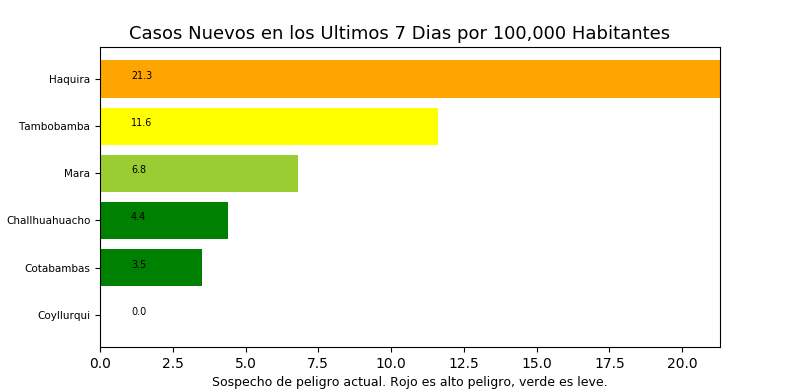 Casos Nuevos en los Ultimos 7 Dias por 100,000 Habitantes
Haquira 21.3
Tambobamba 11.6
Mara 6.8
Challhuahuacho 4.4
Cotabambas 3.5
Coyllurqui 0.0
0.0 2.5 5.0 7.5 10.0 12.5 15.0 17.5 20.0
Sospecho de peligro actual. Rojo es alto peligro, verde es leve.